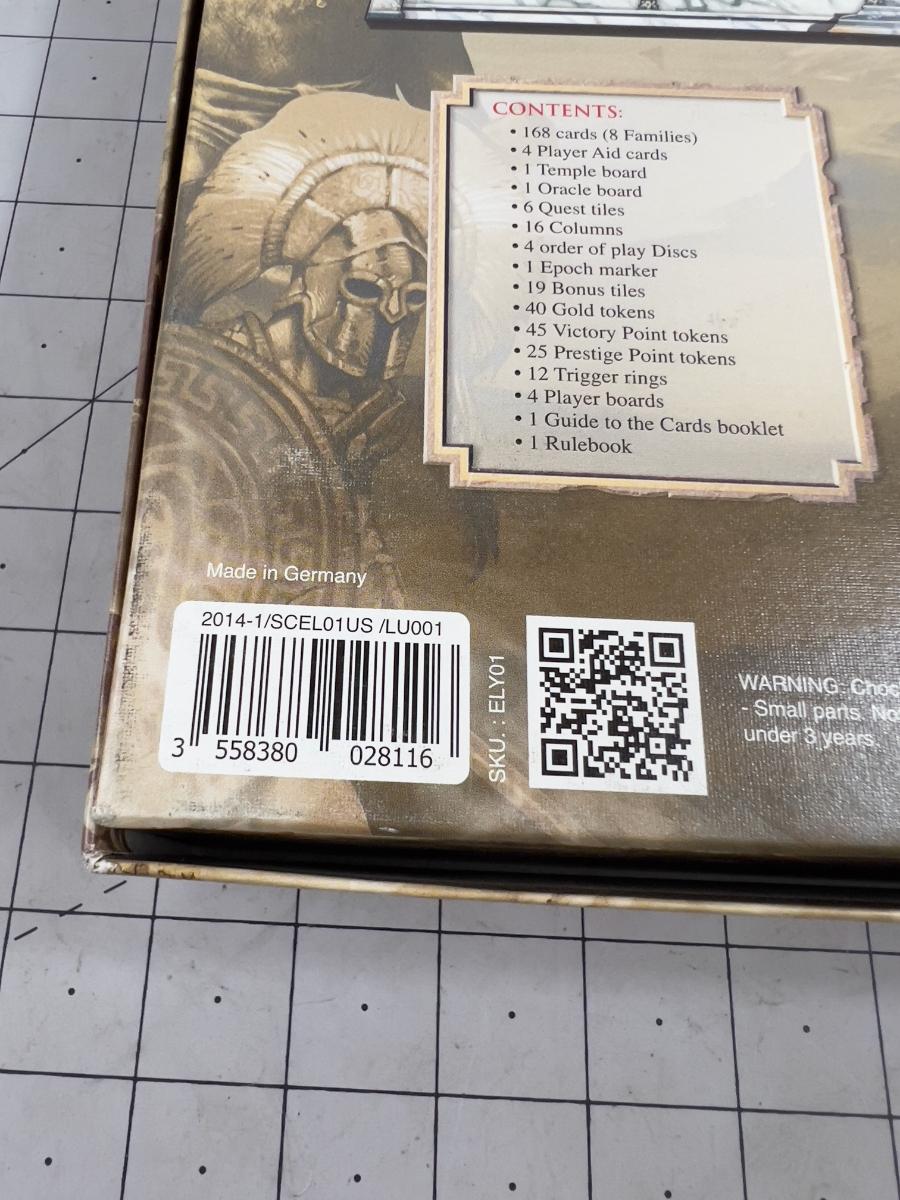 CONTENTS:
• 168 cards (8 Families)
• 4 Player Aid cards
• 1 Temple board
• 1 Oracle board
• 6 Quest tiles
• 16 Columns
• 4 order of play Discs
• 1 Epoch marker
• 19 Bonus tiles
• 40 Gold tokens
• 45 Victory Point tokens
• 25 Prestige Point tokens
• 12 Trigger rings
• 4 Player boards
• 1 Guide to the Cards booklet
• 1 Rulebook
Made in Germany
2014-1/SCEL01US /LU001
3 558380 028116
SKU. : ELY01
WARNING:
- Small parts.
under 3 years.